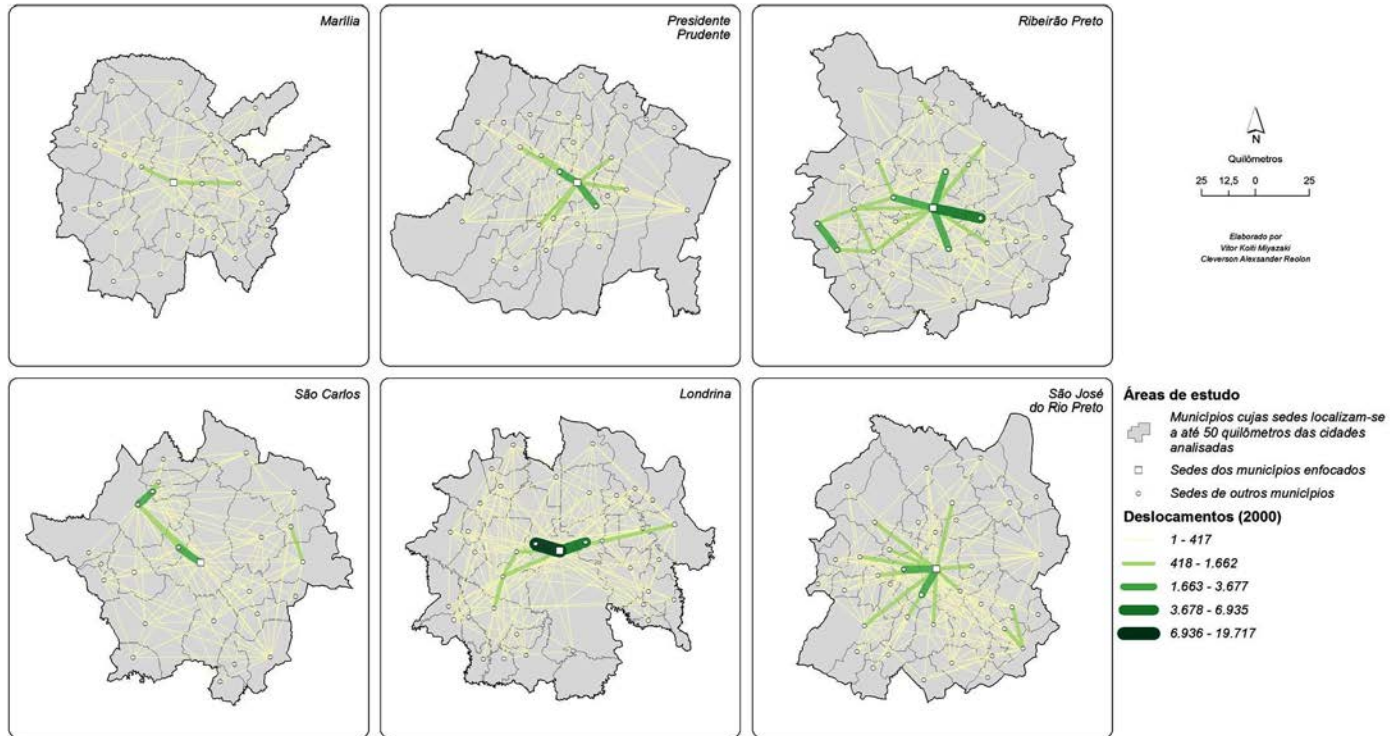 Marília
Presidente
Prudente
Ribeirão Preto
N
Quilômetros
25 12,5 0 25
Elaborado por
Vitor Koiti Miyazaki
Cleverson Alexsander Reolon
São Carlos
Londrina
São José
do Rio Preto
Áreas de estudo
Municípios cujas sedes localizam-se
a até 50 quilômetros das cidades
analisadas
Sedes dos municípios enfocados
Sedes de outros municípios
Deslocamentos (2000)
1 - 417
418 - 1.662
1.663 - 3.677
3.678 - 6.935
6.936 - 19.717